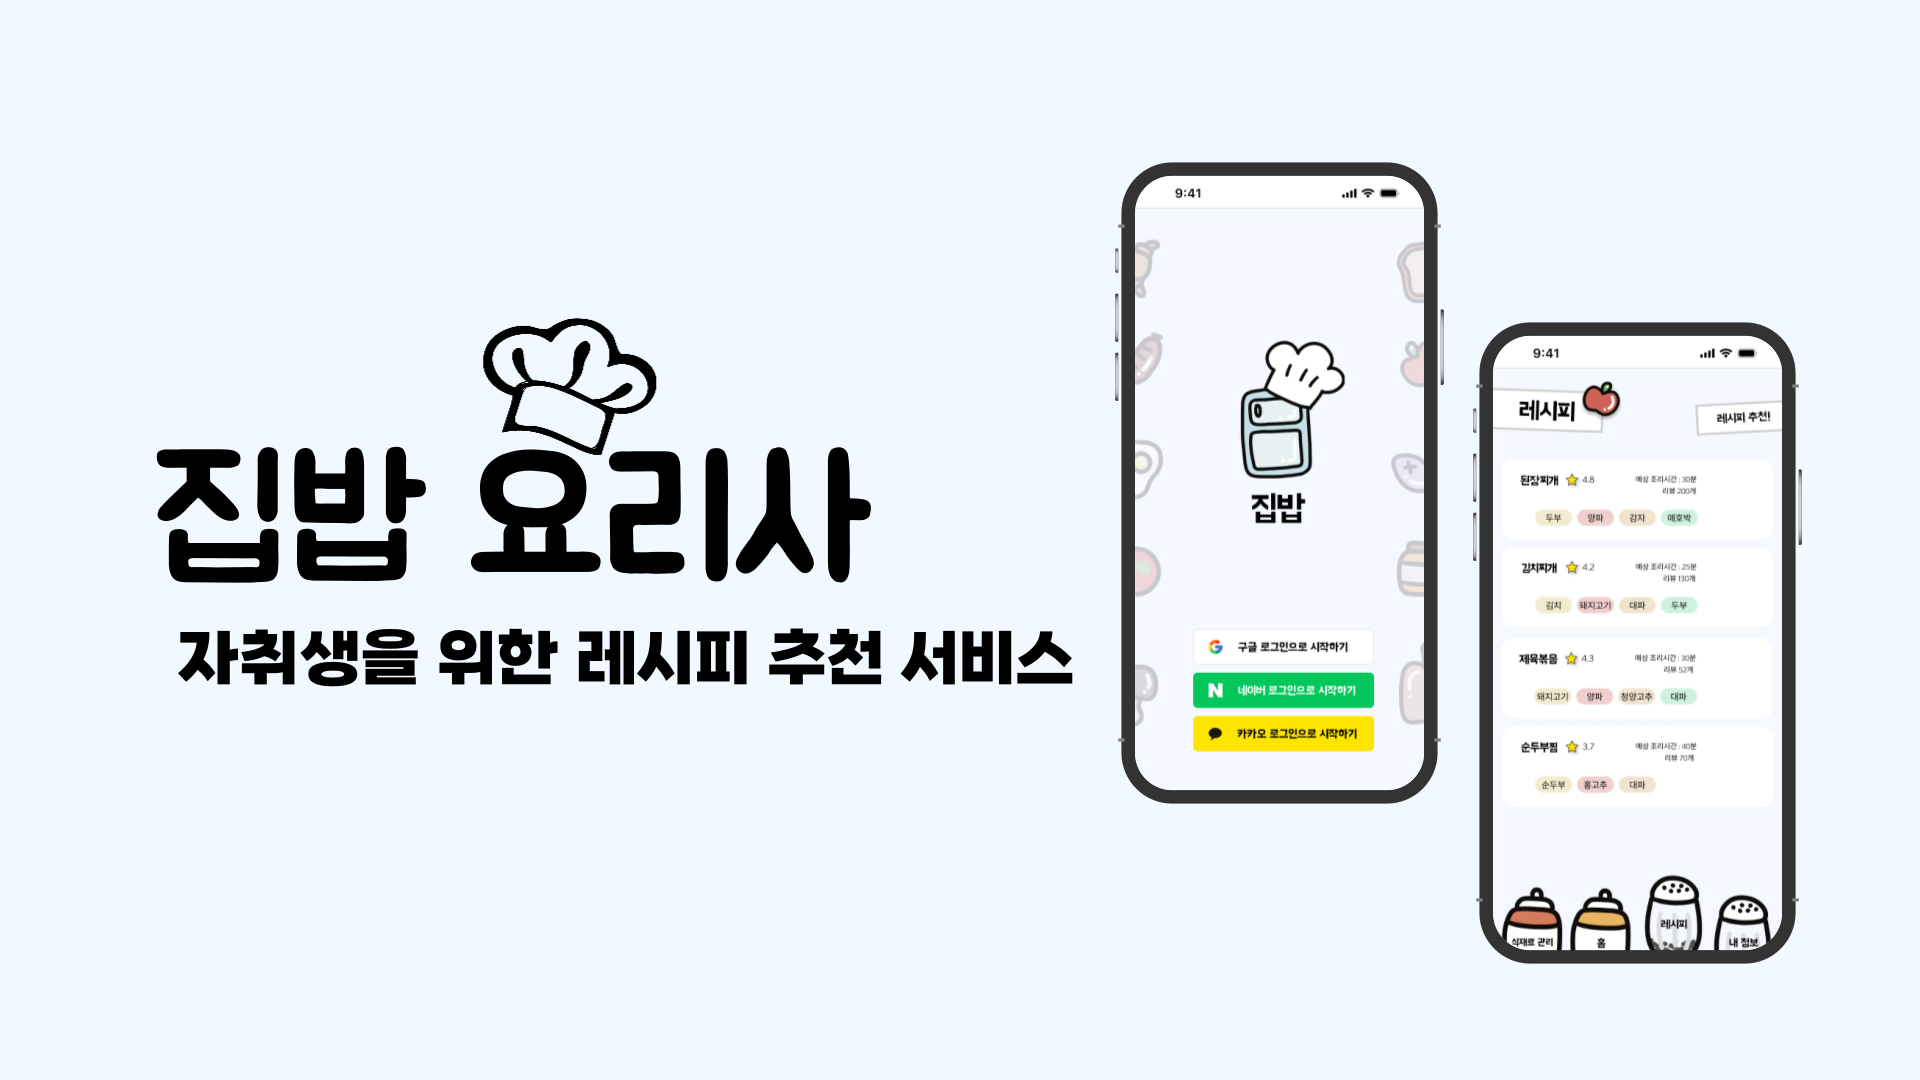 집밥 요리사
자취생을 위한 레시피 추천 서비스
9:41
집밥
구글 로그인으로 시작하기
네이버 로그인으로 시작하기
카카오 로그인으로 시작하기
9:41
레시피
레시피 추천!
된장찌개 4.8 예상 조리시간 : 30분
리뷰 200개
두부 양파 감자 애호박
김치찌개 4.2 예상 조리시간 : 25분
리뷰 130개
김치 돼지고기 대파 두부
제육볶음 4.3 예상 조리시간 : 30분
리뷰 52개
돼지고기 양파 청양고추 대파
순두부찜 3.7 예상 조리시간 : 40분
리뷰 70개
순두부 홍고추 대파
식재료 관리 홈 레시피 내 정보